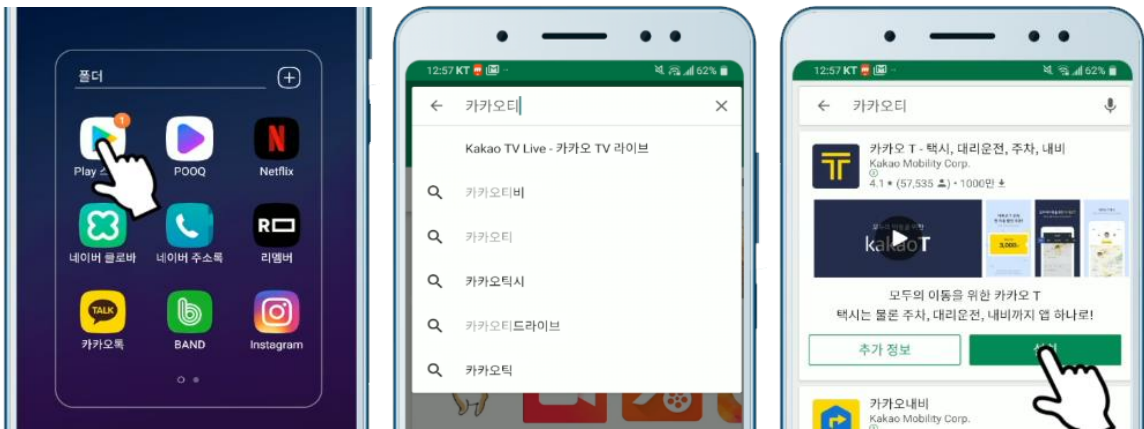 폴더
1
Play
POOQ
Netflix
네이버 클로바
네이버 주소록
R
리멤버
TALK
카카오톡
BAND
Instagram
12:57 KT 62%
카카오티
Kakao TV Live - 카카오 TV 라이브
카카오티비
카카오티
카카오틱시
카카오티드라이브
카카오틱
12:57 KT 62%
카카오티
카카오 T - 택시, 대리운전, 주차, 내비
Kakao Mobility Corp.
4.1 ★ (57,535) • 1000만
kakao T
3,000
모두의 이동을 위한 카카오 T
택시는 물론 주차, 대리운전, 내비까지 앱 하나로!
추가 정보
카카오내비
Kakao Mobility Corp.